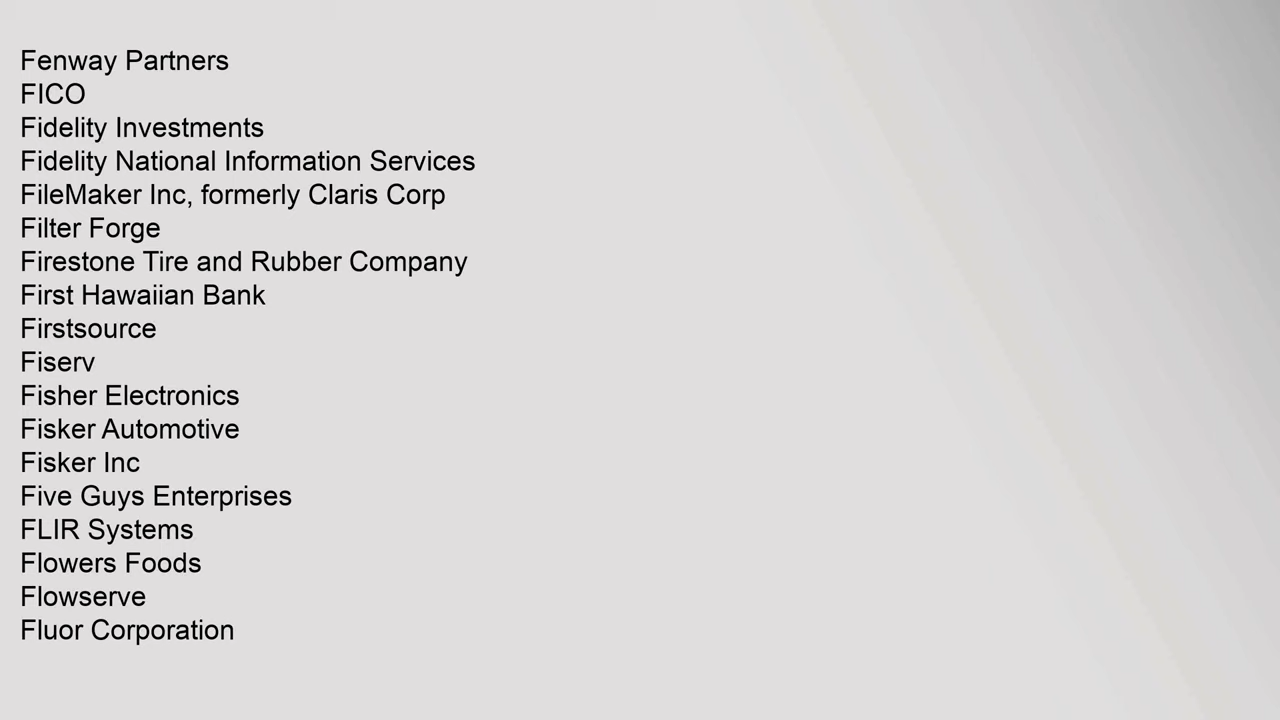 Fenway Partners
FICO
Fidelity Investments
Fidelity National Information Services
FileMaker Inc, formerly Claris Corp
Filter Forge
Firestone Tire and Rubber Company
First Hawaiian Bank
Firstsource
Fiserv
Fisher Electronics
Fisker Automotive
Fisker Inc
Five Guys Enterprises
FLIR Systems
Flowers Foods
Flowserve
Fluor Corporation